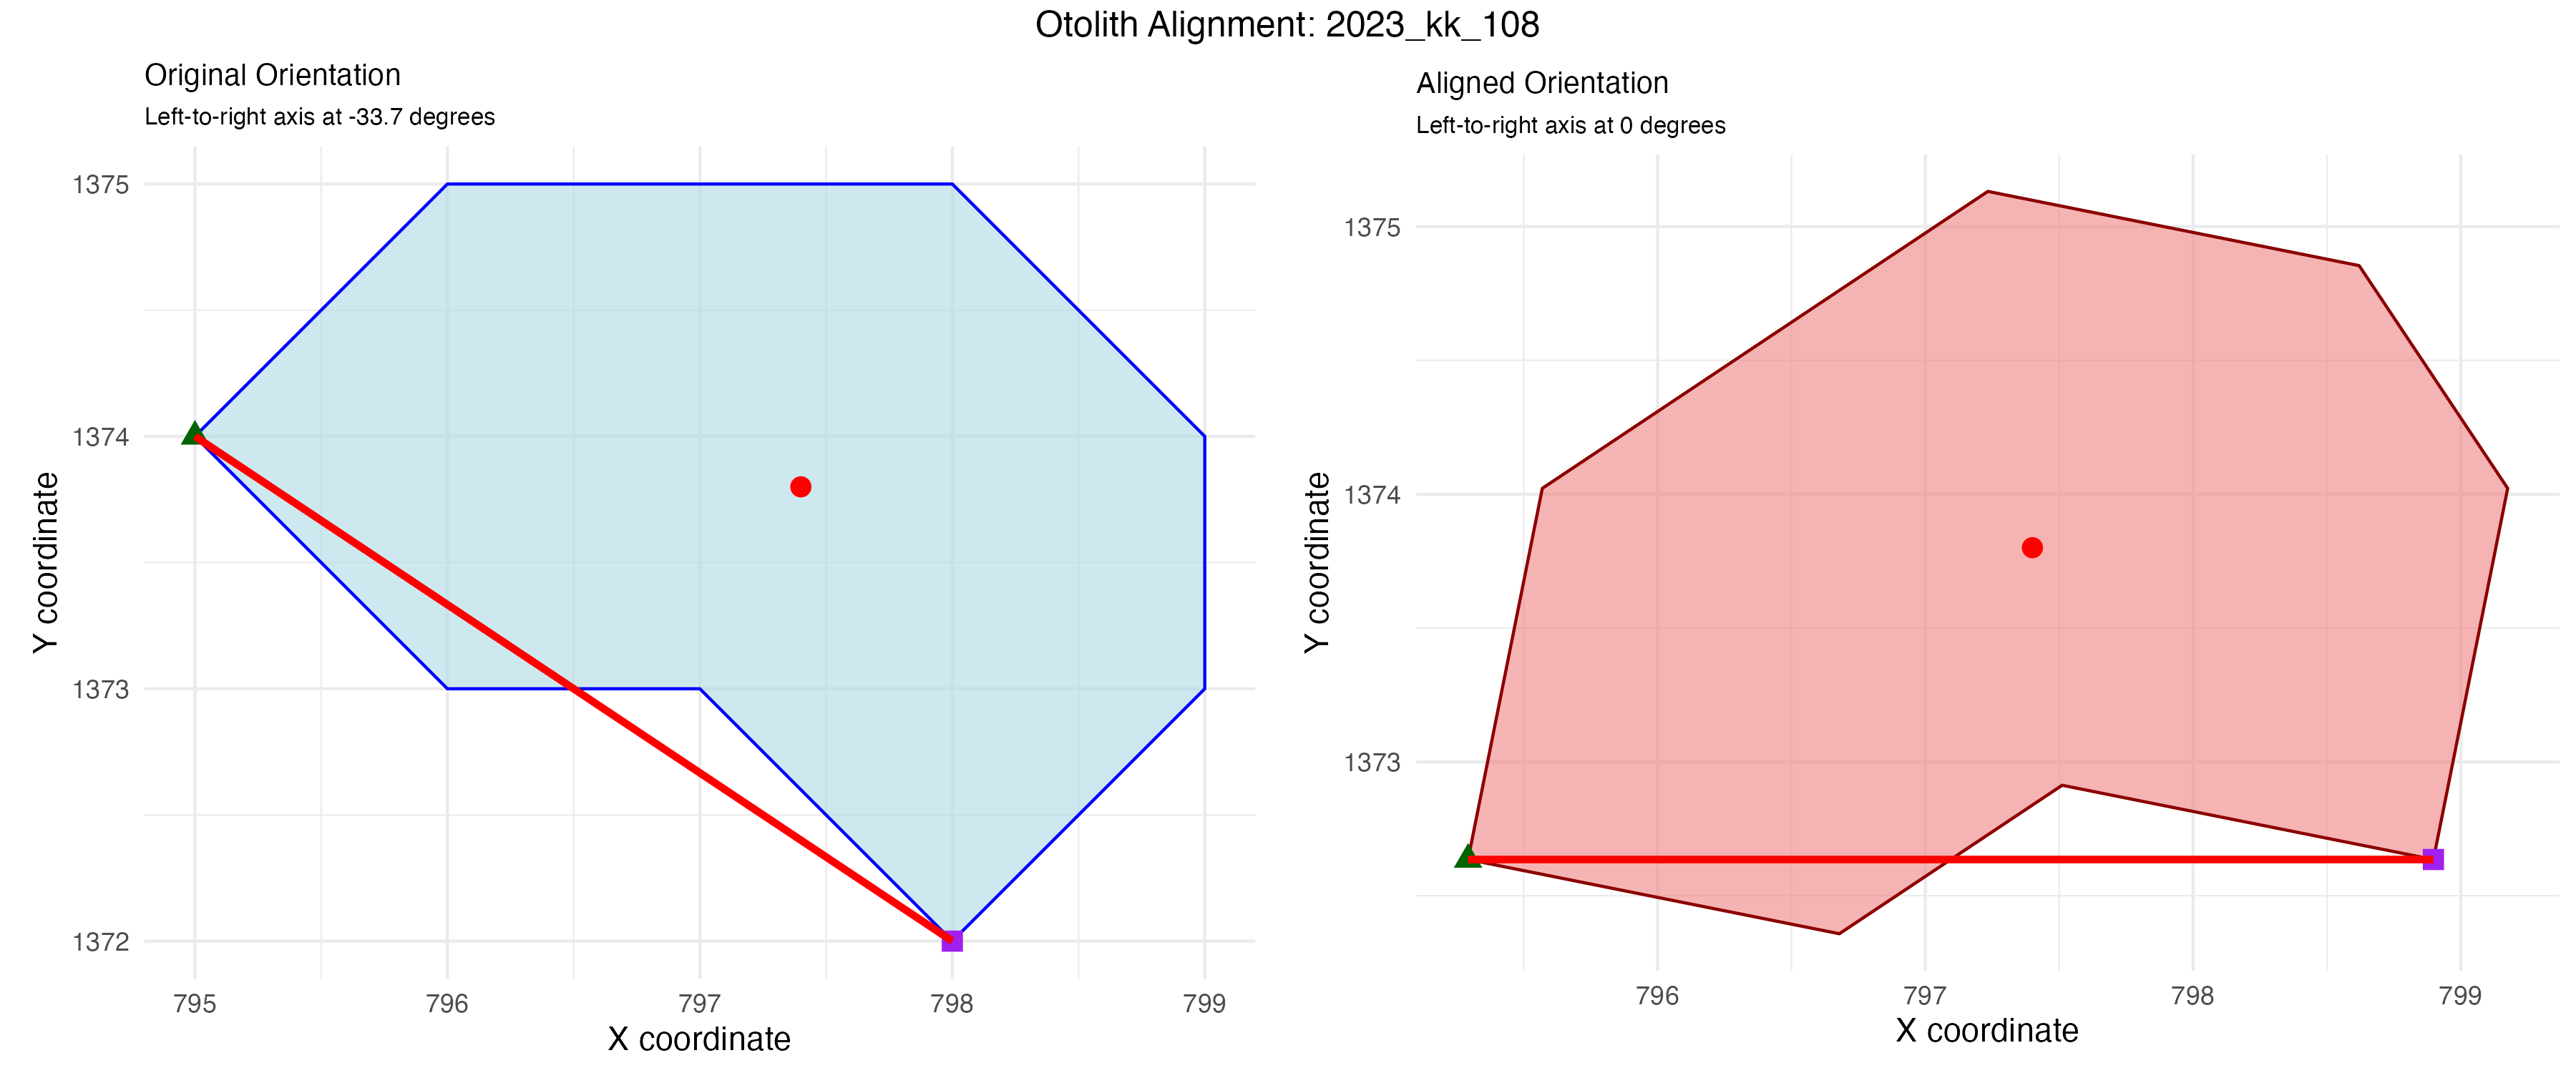 Otolith Alignment: 2023_kk_108
Original Orientation
Left-to-right axis at -33.7 degrees
1375
1374
1373
1372
Y coordinate
795 796 797 798 799
X coordinate
Aligned Orientation
Left-to-right axis at 0 degrees
1375
1374
1373
Y coordinate
796 797 798 799
X coordinate